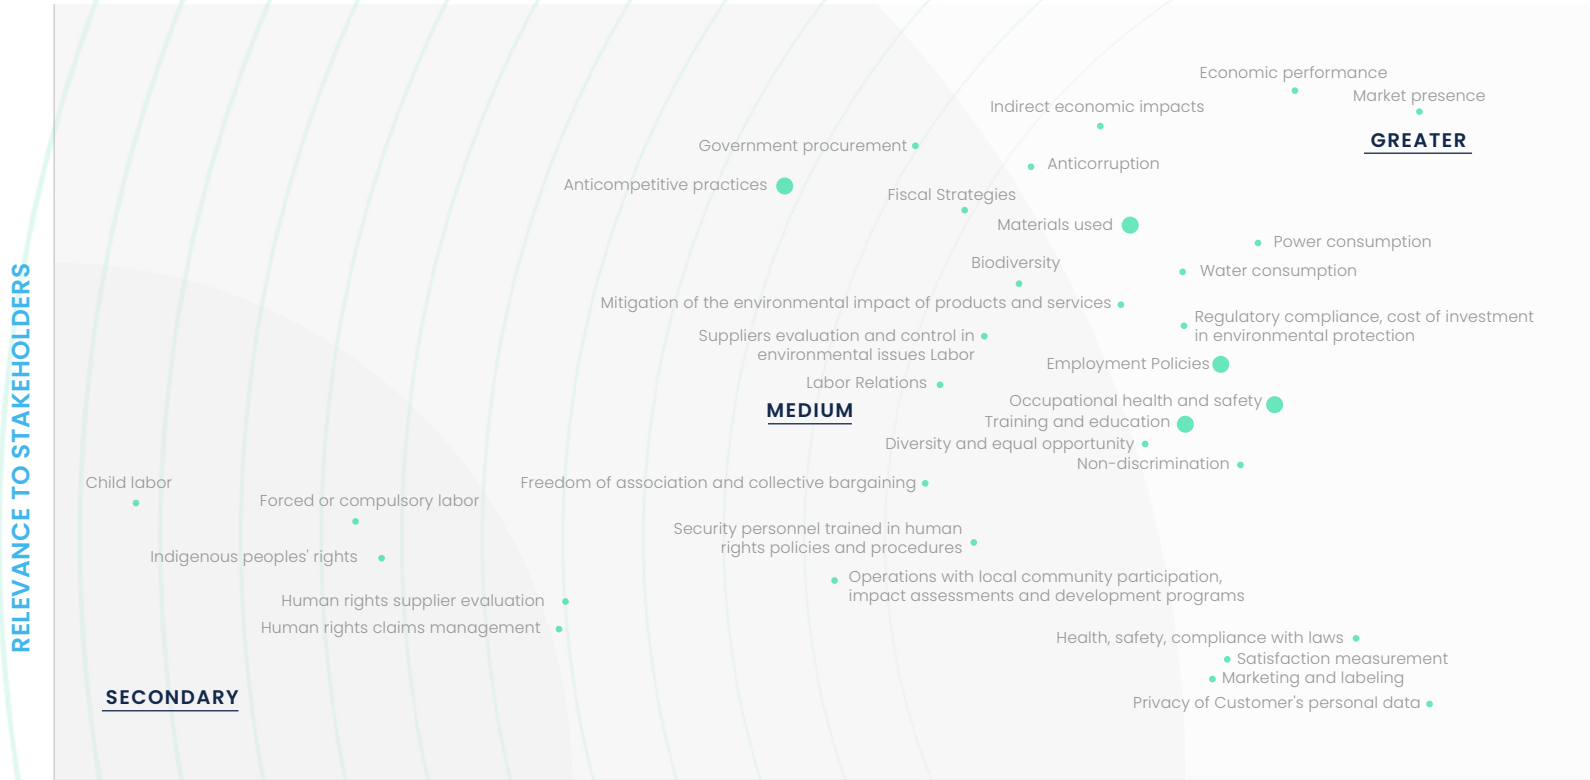 RELEVANCE TO STAKEHOLDERS
Economic performance
Market presence
Indirect economic impacts
GREATER
Government procurement
Anticorruption
Anticompetitive practices
Fiscal Strategies
Materials used
Power consumption
Biodiversity
Water consumption
Mitigation of the environmental impact of products and services
Regulatory compliance, cost of investment
in environmental protection
Suppliers evaluation and control in
environmental issues Labor
Employment Policies
Labor Relations
Occupational health and safety
MEDIUM
Training and education
Diversity and equal opportunity
Non-discrimination
Child labor
Freedom of association and collective bargaining
Forced or compulsory labor
Security personnel trained in human
rights policies and procedures
Indigenous peoples' rights
Operations with local community participation,
impact assessments and development programs
Human rights supplier evaluation
Human rights claims management
Health, safety, compliance with laws
Satisfaction measurement
Marketing and labeling
SECONDARY
Privacy of Customer's personal data